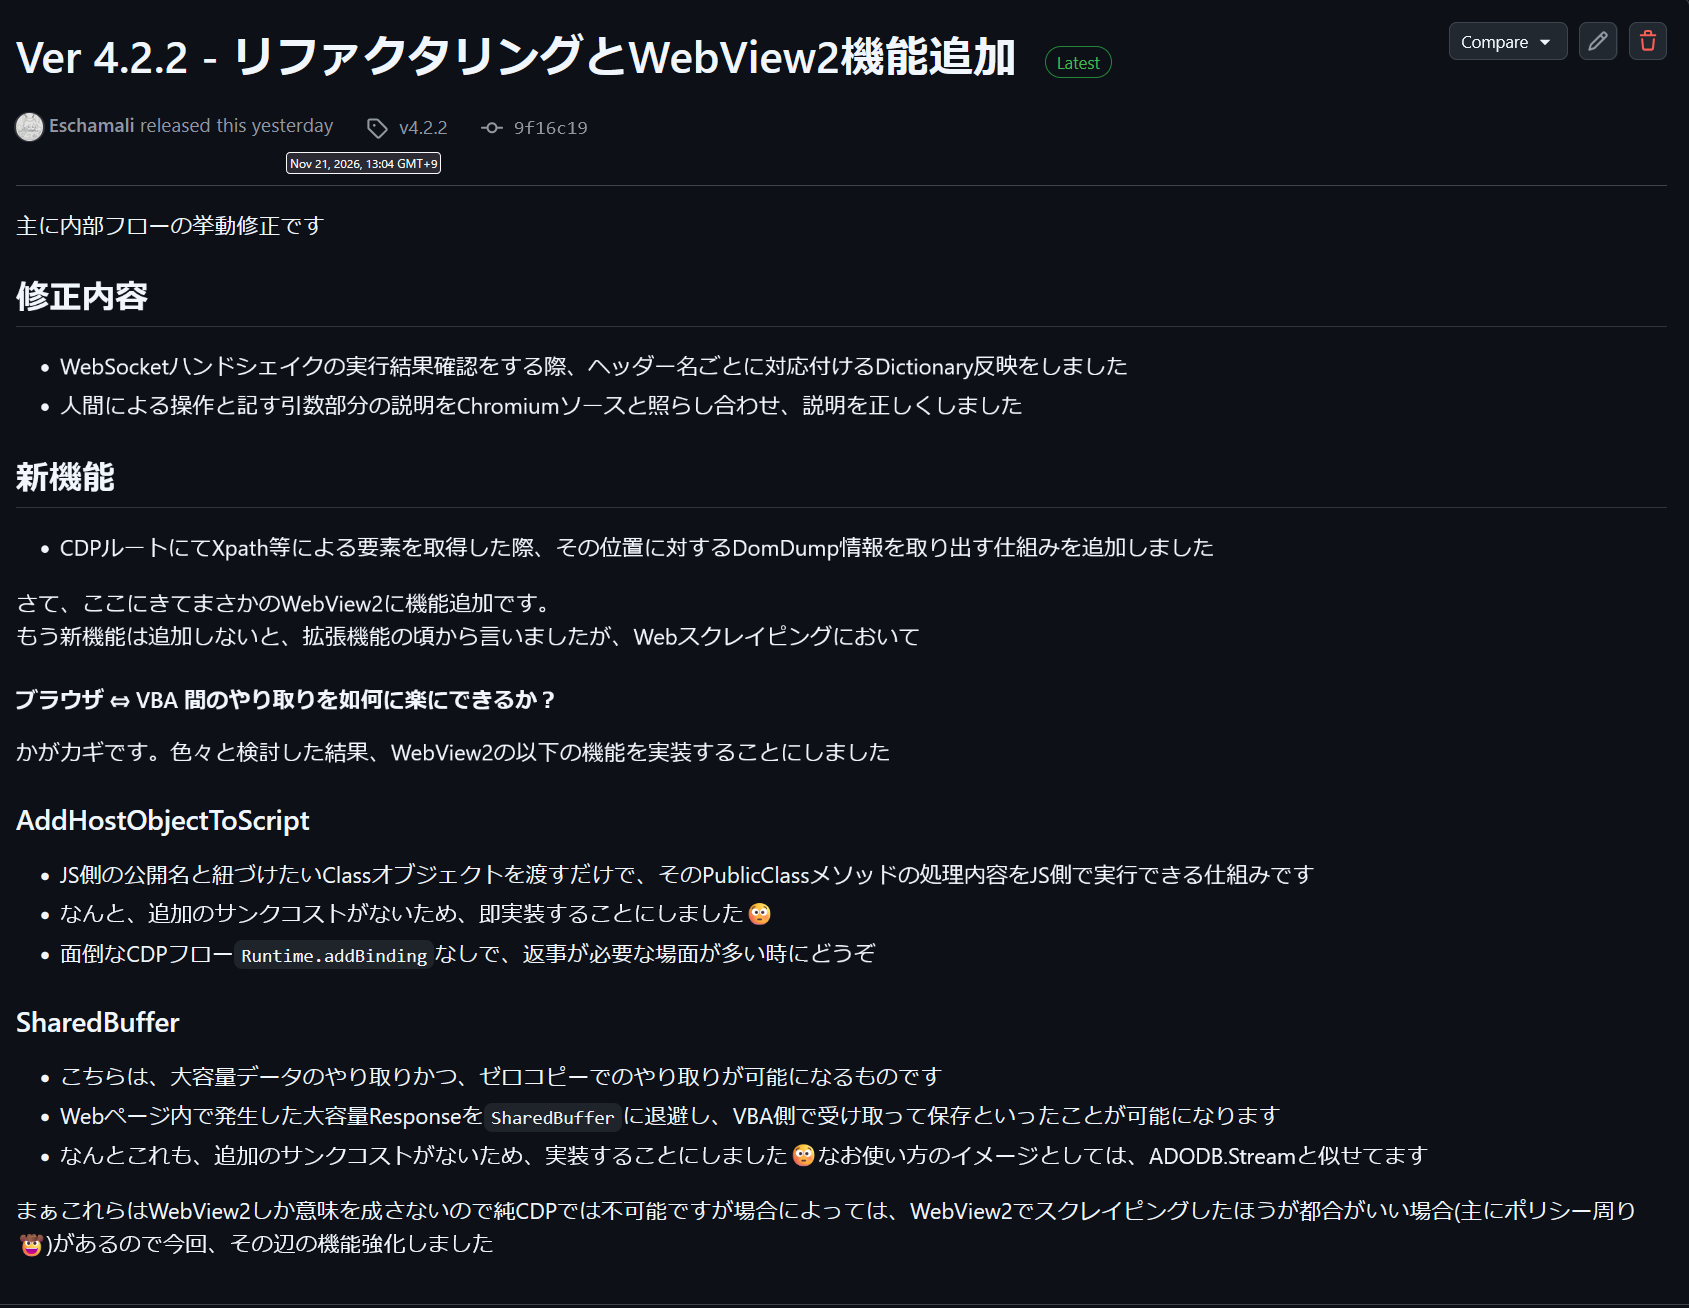 Ver 4.2.2 - リファクタリングとWebView2機能追加 Latest
Compare
Eschamali released this yesterday v4.2.2 9f16c19
Nov 21, 2026, 13:04 GMT+9
主に内部フローの挙動修正です
修正内容
• WebSocketハンドシェイクの実行結果確認をする際、ヘッダー名ごとに対応付けるDictionary反映をしました
• 人間による操作と記す引数部分の説明をChromiumソースと照らし合わせ、説明を正しくしました
新機能
• CDPルートにてXpath等による要素を取得した際、その位置に対するDomDump情報を取り出す仕組みを追加しました
さて、ここにきてまさかのWebView2に機能追加です。
もう新機能は追加しないと、拡張機能の頃から言いましたが、Webスクレイピングにおいて
ブラウザ ⇔ VBA 間のやり取りを如何に楽にできるか？
かがカギです。色々と検討した結果、WebView2の以下の機能を実装することにしました
AddHostObjectToScript
• JS側の公開名と紐づけたいClassオブジェクトを渡すだけで、そのPublicClassメソッドの処理内容をJS側で実行できる仕組みです
• なんと、追加のサンクコストがないため、即実装することにしました😳
• 面倒なCDPフローRuntime.addBindingなしで、返事が必要な場面が多い時にどうぞ
SharedBuffer
• こちらは、大容量データのやり取りかつ、ゼロコピーでのやり取りが可能になるものです
• Webページ内で発生した大容量ResponseをSharedBufferに退避し、VBA側で受け取って保存といったことが可能になります
• なんとこれも、追加のサンクコストがないため、実装することにしました😳なお使い方のイメージとしては、ADODB.Streamと似せてます
まぁこれらはWebView2しか意味を成さないので純CDPでは不可能ですが場合によっては、WebView2でスクレイピングしたほうが都合がいい場合(主にポリシー周り
🤠)があるので今回、その辺の機能強化しました